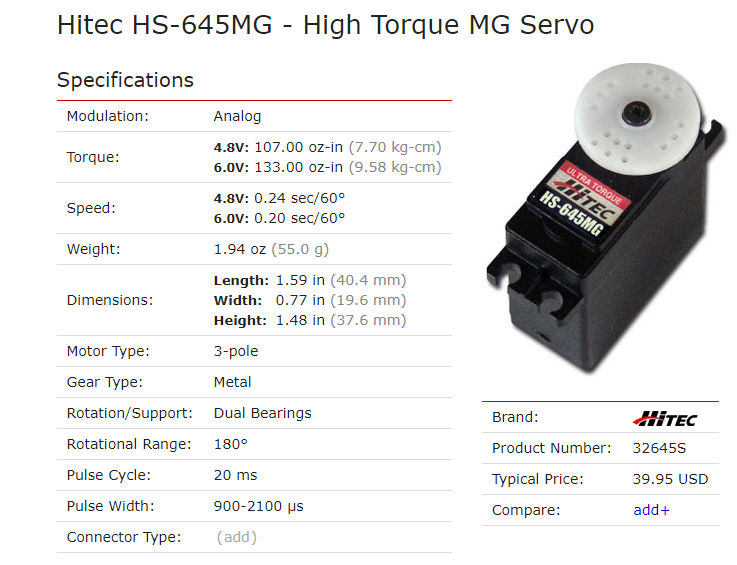 Hitec HS-645MG - High Torque MG Servo
Specifications
Modulation: Analog
Torque: 4.8V: 107.00 oz-in (7.70 kg-cm)
6.0V: 133.00 oz-in (9.58 kg-cm)
Speed: 4.8V: 0.24 sec/60°
6.0V: 0.20 sec/60°
Weight: 1.94 oz (55.0 g)
Dimensions: Length: 1.59 in (40.4 mm)
Width: 0.77 in (19.6 mm)
Height: 1.48 in (37.6 mm)
Motor Type: 3-pole
Gear Type: Metal
Rotation/Support: Dual Bearings
Rotational Range: 180°
Pulse Cycle: 20 ms
Pulse Width: 900-2100 µs
Connector Type: (add)
ULTRA TORQUE
HITEC
HS-645MG
Brand: HITEC
Product Number: 32645S
Typical Price: 39.95 USD
Compare: add+